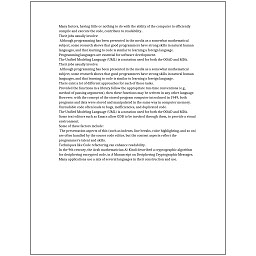 Many factors, having little or nothing to do with the ability of the computer to efficiently
compile and execute the code, contribute to readability.
Their jobs usually involve:
Although programming has been presented in the media as a somewhat mathematical
subject, some research shows that good programmers have strong skills in natural human
languages, and that learning to code is similar to learning a foreign language.
Programming languages are essential for software development.
The Unified Modeling Language (UML) is a notation used for both the OOAD and MDA.
Their jobs usually involve:
Although programming has been presented in the media as a somewhat mathematical
subject, some research shows that good programmers have strong skills in natural human
languages, and that learning to code is similar to learning a foreign language.
There exist a lot of different approaches for each of those tasks.
Provided the functions in a library follow the appropriate run-time conventions (e.g.,
method of passing arguments), then these functions may be written in any other language.
However, with the concept of the stored-program computer introduced in 1949, both
programs and data were stored and manipulated in the same way in computer memory.
Unreadable code often leads to bugs, inefficiencies, and duplicated code.
The Unified Modeling Language (UML) is a notation used for both the OOAD and MDA.
Some text editors such as Emacs allow GDB to be invoked through them, to provide a visual
environment.
Some of these factors include:
The presentation aspects of this (such as indents, line breaks, color highlighting, and so on)
are often handled by the source code editor, but the content aspects reflect the
programmer's talent and skills.
Techniques like Code refactoring can enhance readability.
In the 9th century, the Arab mathematician Al-Kindi described a cryptographic algorithm
for deciphering encrypted code, in A Manuscript on Deciphering Cryptographic Messages.
Many applications use a mix of several languages in their construction and use.